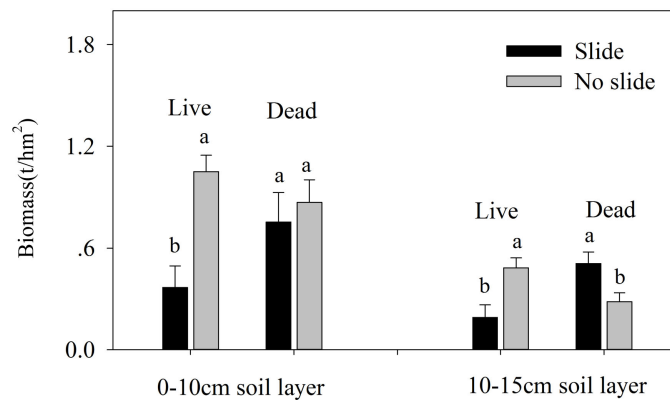 1.8
1.2
.6
0.0
Biomass(t/hm²)
Slide
No slide
Live
Dead
b
a
a
a
Live
Dead
b
a
a
b
0-10cm soil layer
10-15cm soil layer